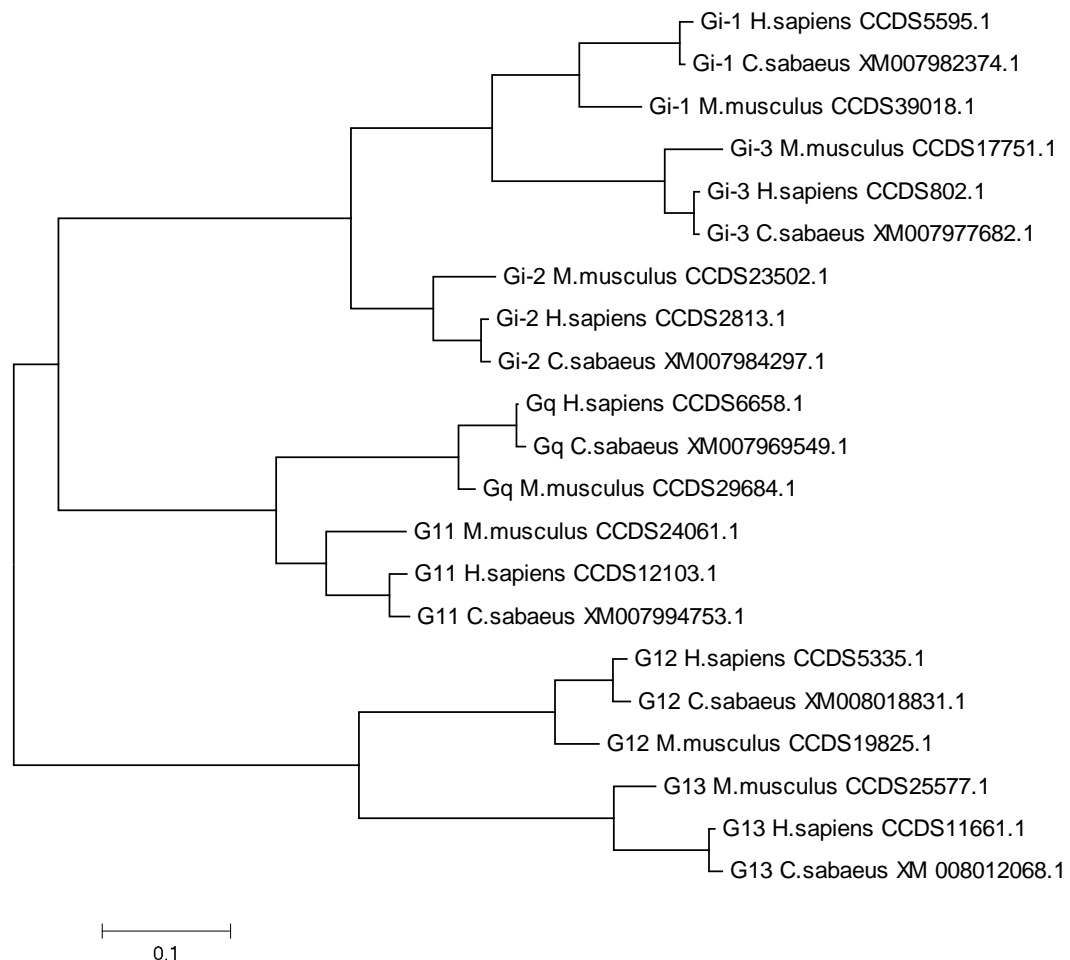 Gi-1 H.sapiens CCDS5595.1
Gi-1 C.sabaeus XM007982374.1
Gi-1 M.musculus CCDS39018.1
Gi-3 M.musculus CCDS17751.1
Gi-3 H.sapiens CCDS802.1
Gi-3 C.sabaeus XM007977682.1
Gi-2 M.musculus CCDS23502.1
Gi-2 H.sapiens CCDS2813.1
Gi-2 C.sabaeus XM007984297.1
Gq H.sapiens CCDS6658.1
Gq C.sabaeus XM007969549.1
Gq M.musculus CCDS29684.1
G11 M.musculus CCDS24061.1
G11 H.sapiens CCDS12103.1
G11 C.sabaeus XM007994753.1
G12 H.sapiens CCDS5335.1
G12 C.sabaeus XM008018831.1
G12 M.musculus CCDS19825.1
G13 M.musculus CCDS25577.1
G13 H.sapiens CCDS11661.1
G13 C.sabaeus XM 008012068.1
0.1